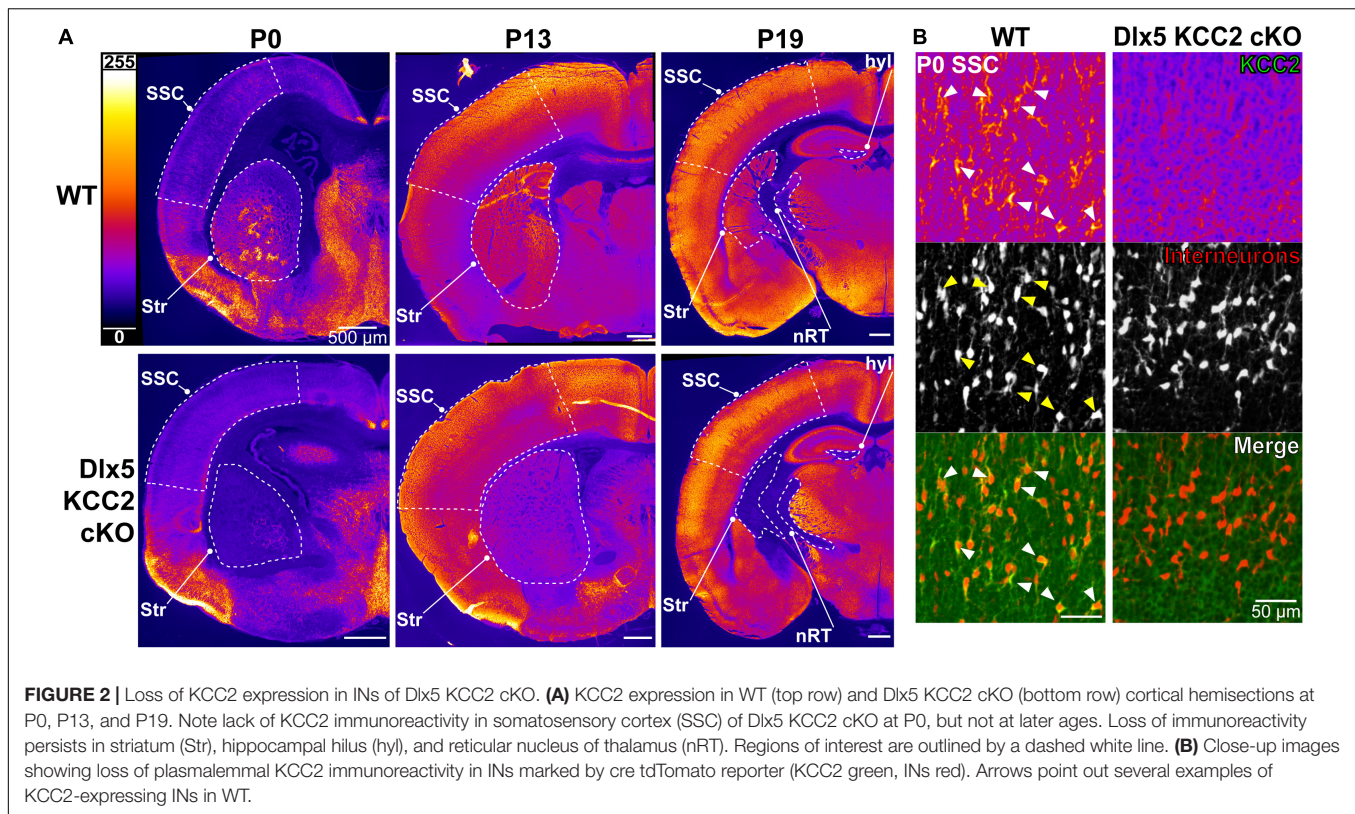 A
P0
P13
P19
B
WT
Dlx5 KCC2 cKO
255
0
WT
SSC
Str
500 µm
SSC
Str
SSC
hyl
Str
nRT
P0 SSC
KCC2
Interneurons
Merge
50 µm
Dlx5
KCC2
cKO
SSC
Str
SSC
Str
SSC
hyl
Str
nRT
FIGURE 2 | Loss of KCC2 expression in INs of Dlx5 KCC2 cKO. (A) KCC2 expression in WT (top row) and Dlx5 KCC2 cKO (bottom row) cortical hemisections at
P0, P13, and P19. Note lack of KCC2 immunoreactivity in somatosensory cortex (SSC) of Dlx5 KCC2 cKO at P0, but not at later ages. Loss of immunoreactivity
persists in striatum (Str), hippocampal hilus (hyl), and reticular nucleus of thalamus (nRT). Regions of interest are outlined by a dashed white line. (B) Close-up images
showing loss of plasmalemmal KCC2 immunoreactivity in INs marked by cre tdTomato reporter (KCC2 green, INs red). Arrows point out several examples of
KCC2-expressing INs in WT.